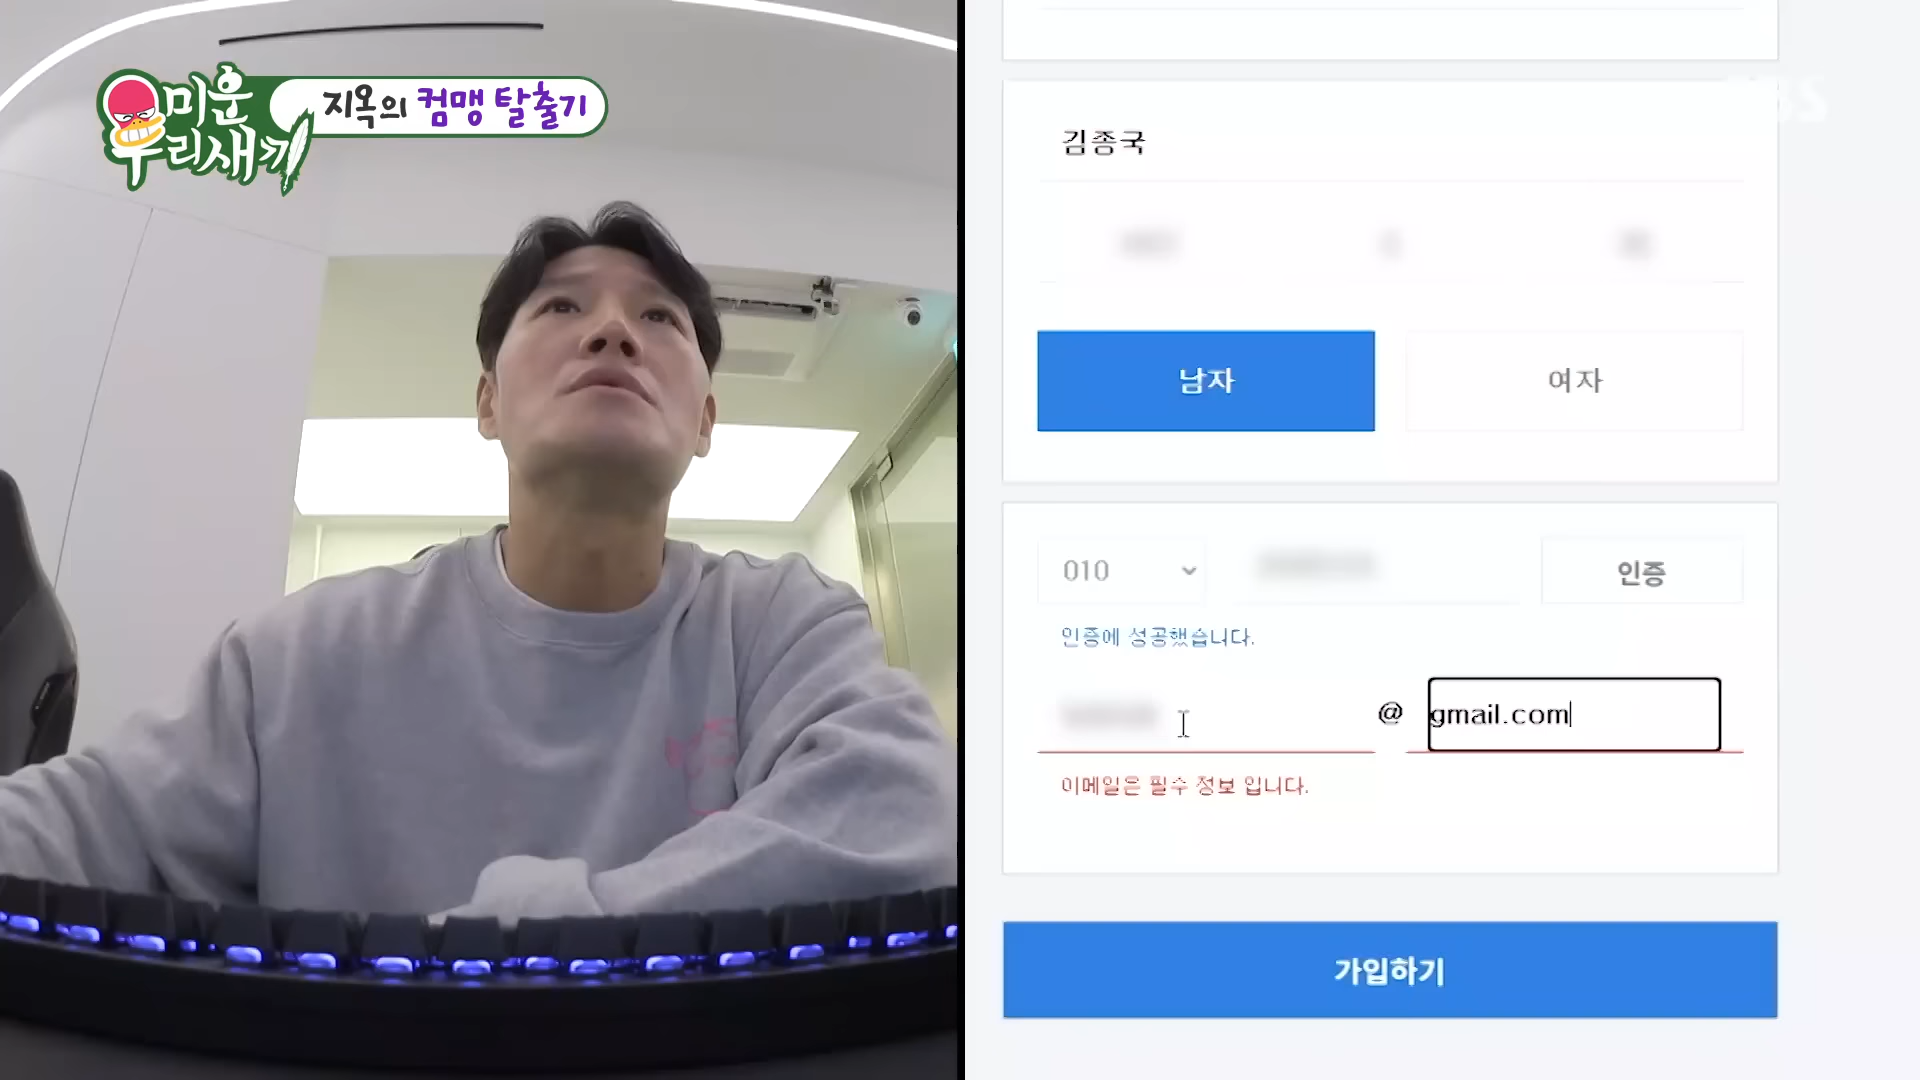 미운
우리새끼
지옥의 컴맹 탈출기
SBS
김종국
남자
여자
010
인증
인증에 성공했습니다.
@
gmail.com
이메일은 필수 정보 입니다.
가입하기